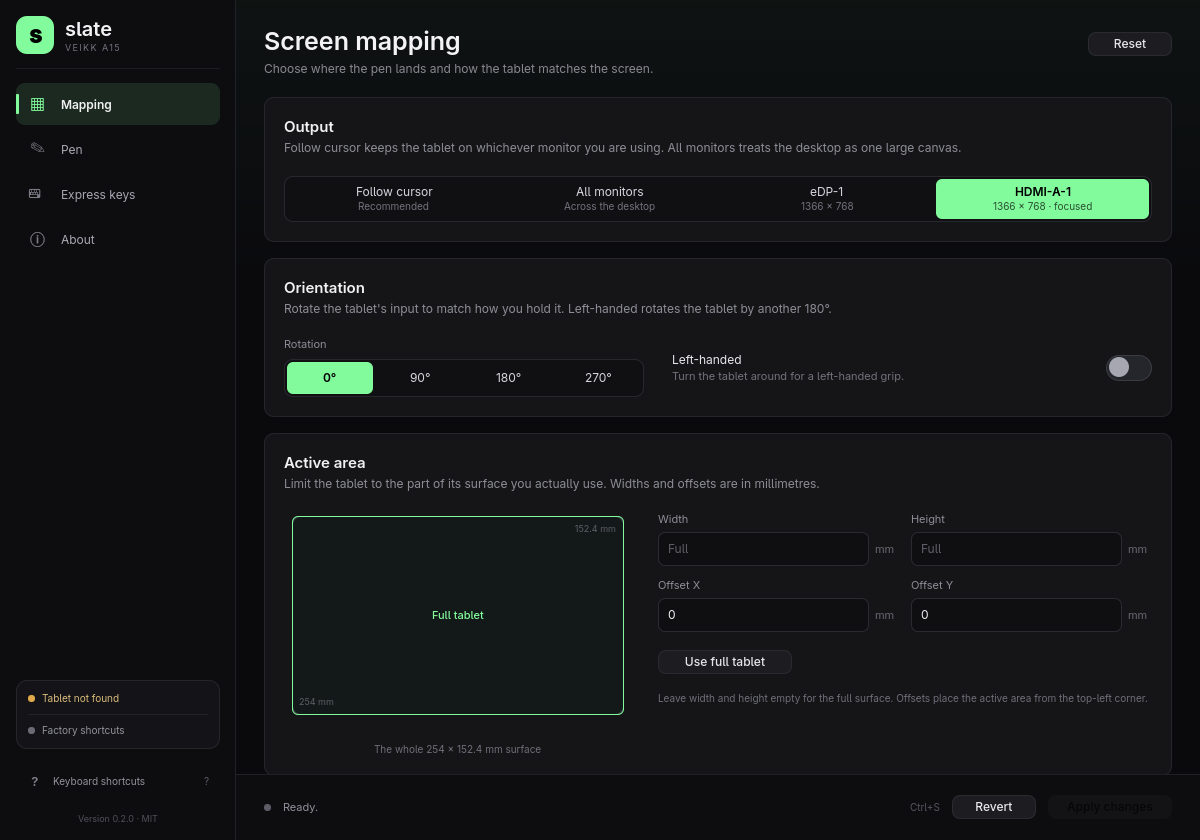 s
slate
VEIKK A15
Mapping
Pen
Express keys
About
Tablet not found
Factory shortcuts
? Keyboard shortcuts ?
Version 0.2.0 · MIT
Screen mapping
Choose where the pen lands and how the tablet matches the screen.
Reset
Output
Follow cursor keeps the tablet on whichever monitor you are using. All monitors treats the desktop as one large canvas.
Follow cursor
Recommended
All monitors
Across the desktop
eDP-1
1366 × 768
HDMI-A-1
1366 × 768 · focused
Orientation
Rotate the tablet's input to match how you hold it. Left-handed rotates the tablet by another 180°.
Rotation
0° 90° 180° 270°
Left-handed
Turn the tablet around for a left-handed grip.
Active area
Limit the tablet to the part of its surface you actually use. Widths and offsets are in millimetres.
152.4 mm
Full tablet
254 mm
The whole 254 × 152.4 mm surface
Width
Full mm
Height
Full mm
Offset X
0 mm
Offset Y
0 mm
Use full tablet
Leave width and height empty for the full surface. Offsets place the active area from the top-left corner.
Ready.
Ctrl+S
Revert
Apply changes